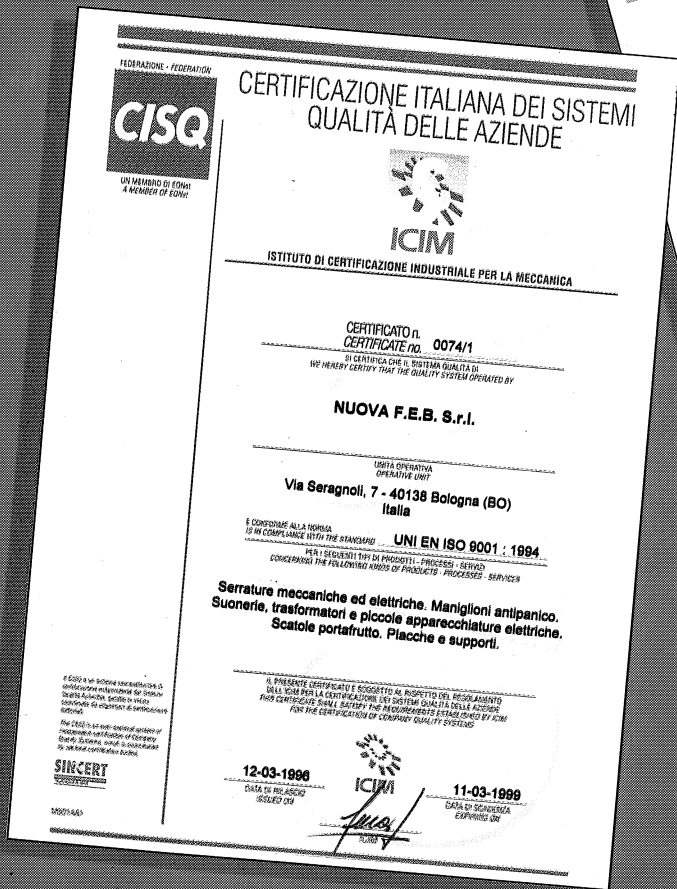 FEDERAZIONE - FEDERATION
CISQ
UN MEMBRO DI EQNet
A MEMBER OF EQNet
CERTIFICAZIONE ITALIANA DEI SISTEMI
QUALITÀ DELLE AZIENDE
ICIM
ISTITUTO DI CERTIFICAZIONE INDUSTRIALE PER LA MECCANICA
CERTIFICATO n.
CERTIFICATE no. 0074/1
SI CERTIFICA CHE IL SISTEMA QUALITÀ DI
WE HEREBY CERTIFY THAT THE QUALITY SYSTEM OPERATED BY
NUOVA F.E.B. S.r.l.
UNITÀ OPERATIVA
OPERATIVE UNIT
Via Seragnoli, 7 - 40138 Bologna (BO)
Italia
È CONFORME ALLA NORMA
IS IN COMPLIANCE WITH THE STANDARD UNI EN ISO 9001 : 1994
PER I SEGUENTI TIPI DI PRODOTTI - PROCESSI - SERVIZI
CONCERNING THE FOLLOWING KINDS OF PRODUCTS - PROCESSES - SERVICES
Serrature meccaniche ed elettriche. Maniglioni antipanico.
Suonerie, trasformatori e piccole apparecchiature elettriche.
Scatole portafrutto. Placche e supporti.
IL PRESENTE CERTIFICATO È SOGGETTO AL RISPETTO DEL REGOLAMENTO
DELL'ICIM PER LA CERTIFICAZIONE DEI SISTEMI QUALITÀ DELLE AZIENDE
THIS CERTIFICATE SHALL SATISFY THE REQUIREMENTS ESTABLISHED BY ICIM
FOR THE CERTIFICATION OF COMPANY QUALITY SYSTEMS
SINCERT
12-03-1996
DATA DI RILASCIO
ISSUED ON
ICIM
11-03-1999
DATA DI SCADENZA
EXPIRING ON